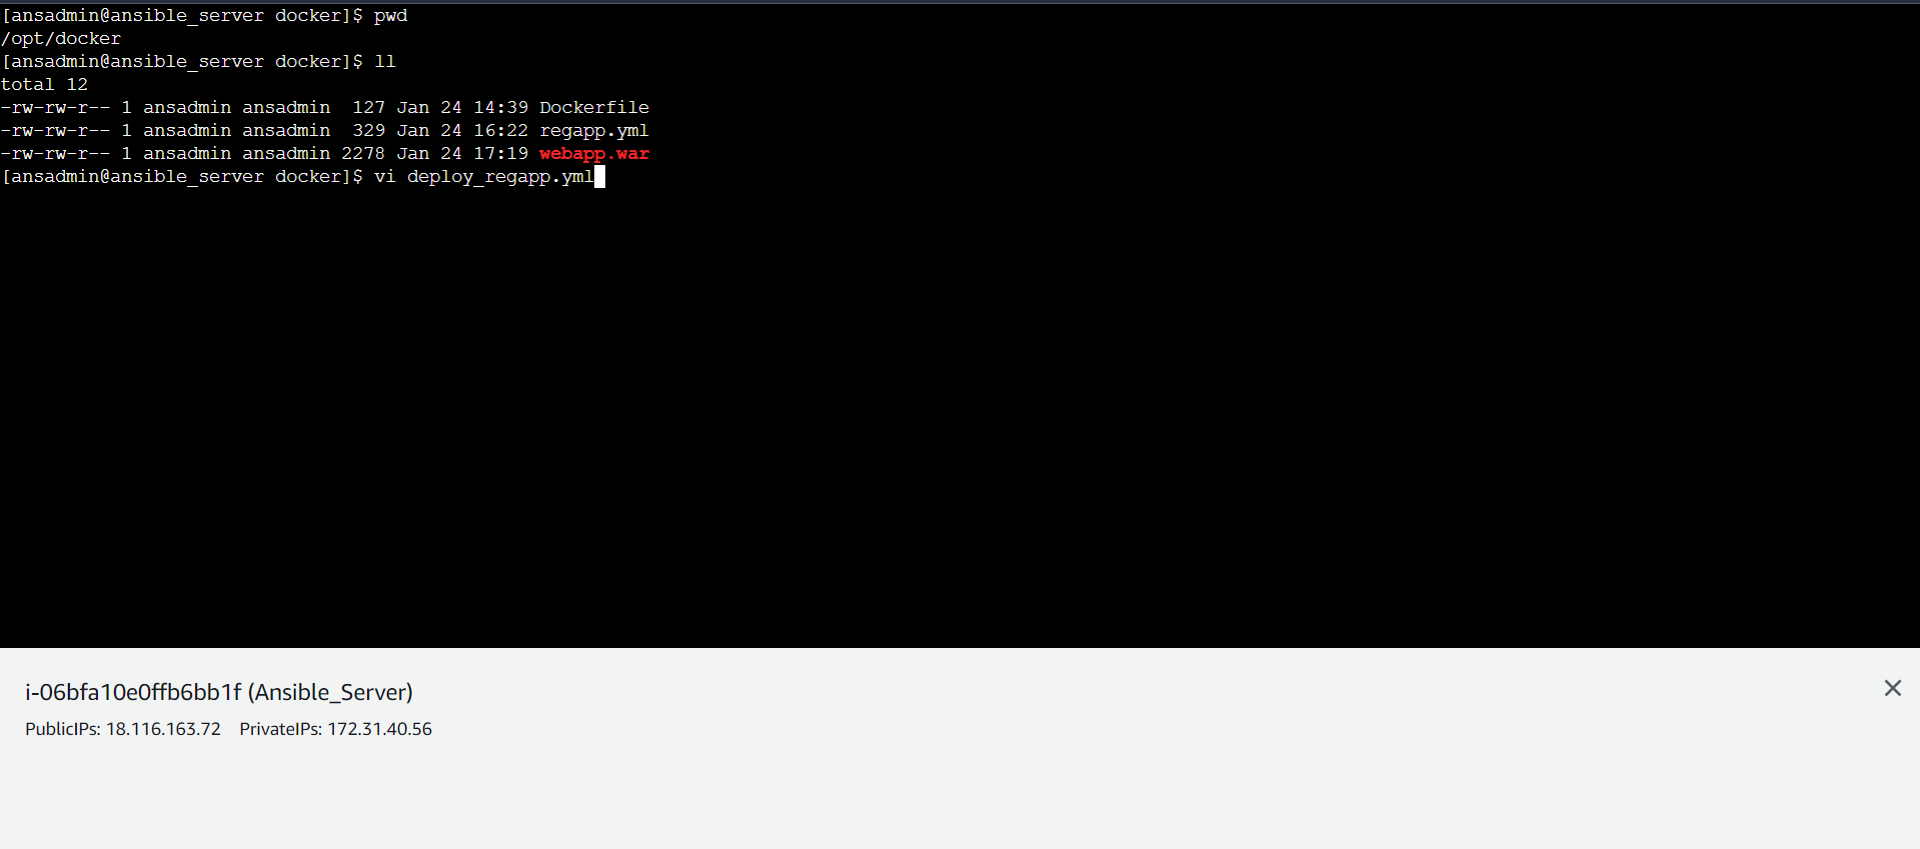 [ansadmin@ansible_server docker]$ pwd
/opt/docker
[ansadmin@ansible_server docker]$ ll
total 12
-rw-rw-r-- 1 ansadmin ansadmin  127 Jan 24 14:39 Dockerfile
-rw-rw-r-- 1 ansadmin ansadmin  329 Jan 24 16:22 regapp.yml
-rw-rw-r-- 1 ansadmin ansadmin 2278 Jan 24 17:19 webapp.war
[ansadmin@ansible_server docker]$ vi deploy_regapp.yml
i-06bfa10e0ffb6bb1f (Ansible_Server)
PublicIPs: 18.116.163.72    PrivateIPs: 172.31.40.56